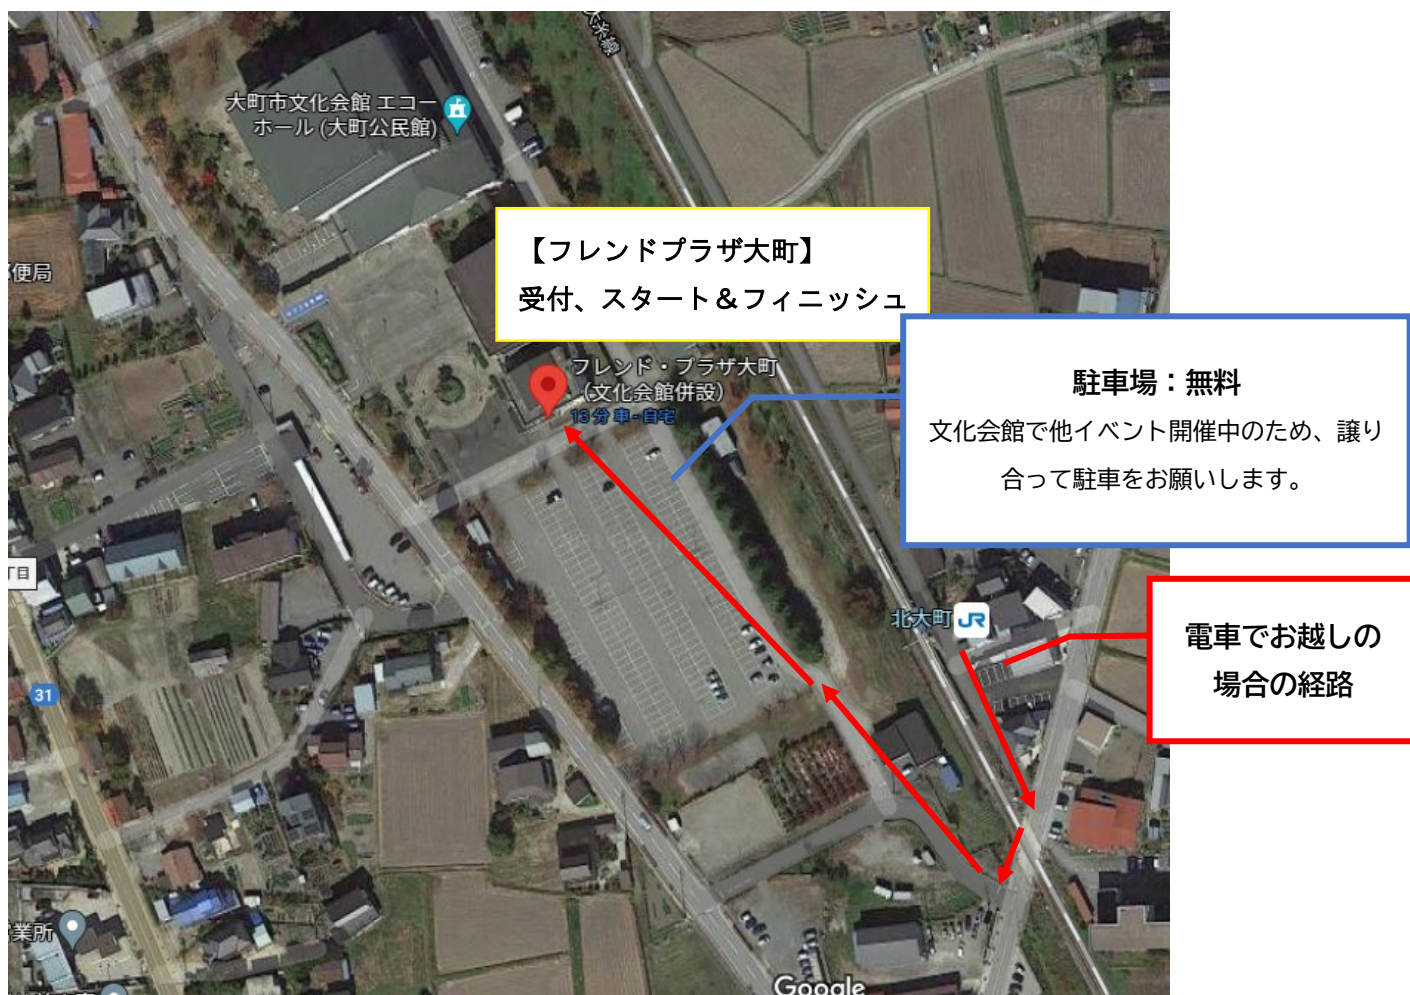 大糸線
大町市文化会館 エコー
ホール (大町公民館)
【フレンドプラザ大町】
受付、スタート＆フィニッシュ
便局
フレンド・プラザ大町
（文化会館併設）
13 分 車 - 自宅
駐車場：無料
文化会館で他イベント開催中のため、譲り
合って駐車をお願いします。
丁目
北大町
JR
電車でお越しの
場合の経路
31
業所
Google